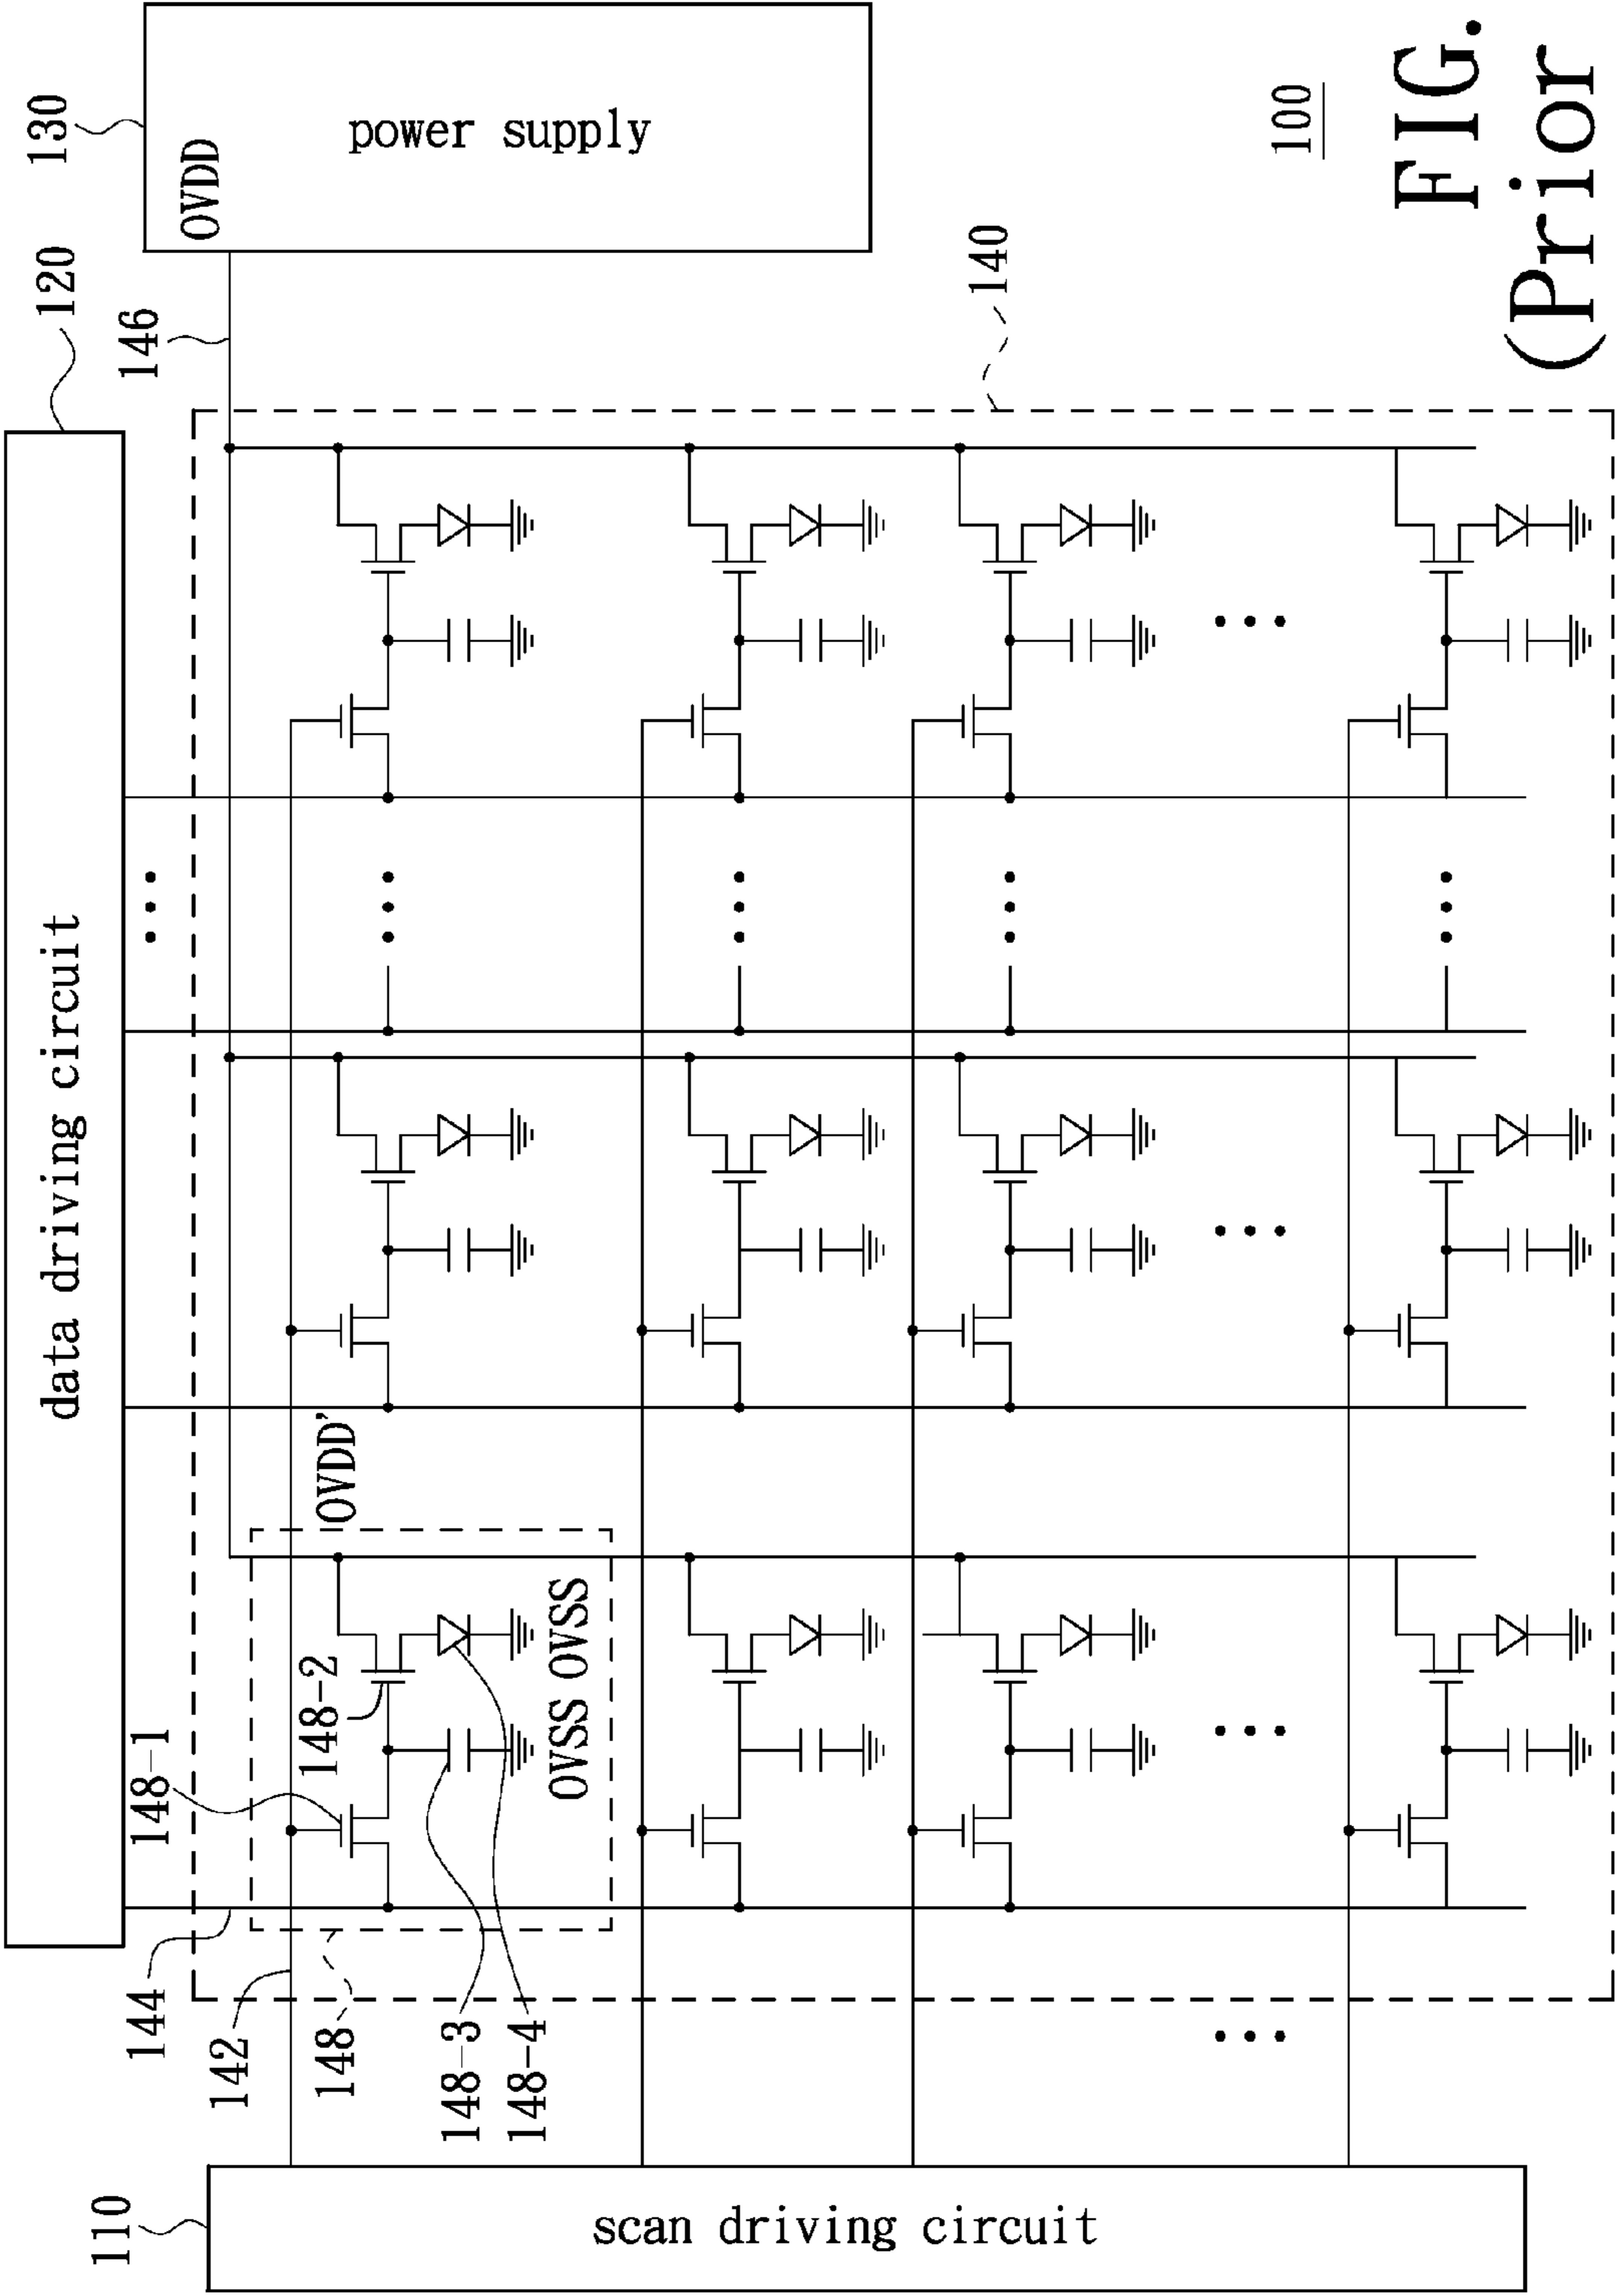 120
data driving circuit
130
OVDD
power supply
146
144
142
148
148-1
148-2
148-3
148-4
OVDD'
OVSS OVSS
140
110
scan driving circuit
100
FIG.
(Prior